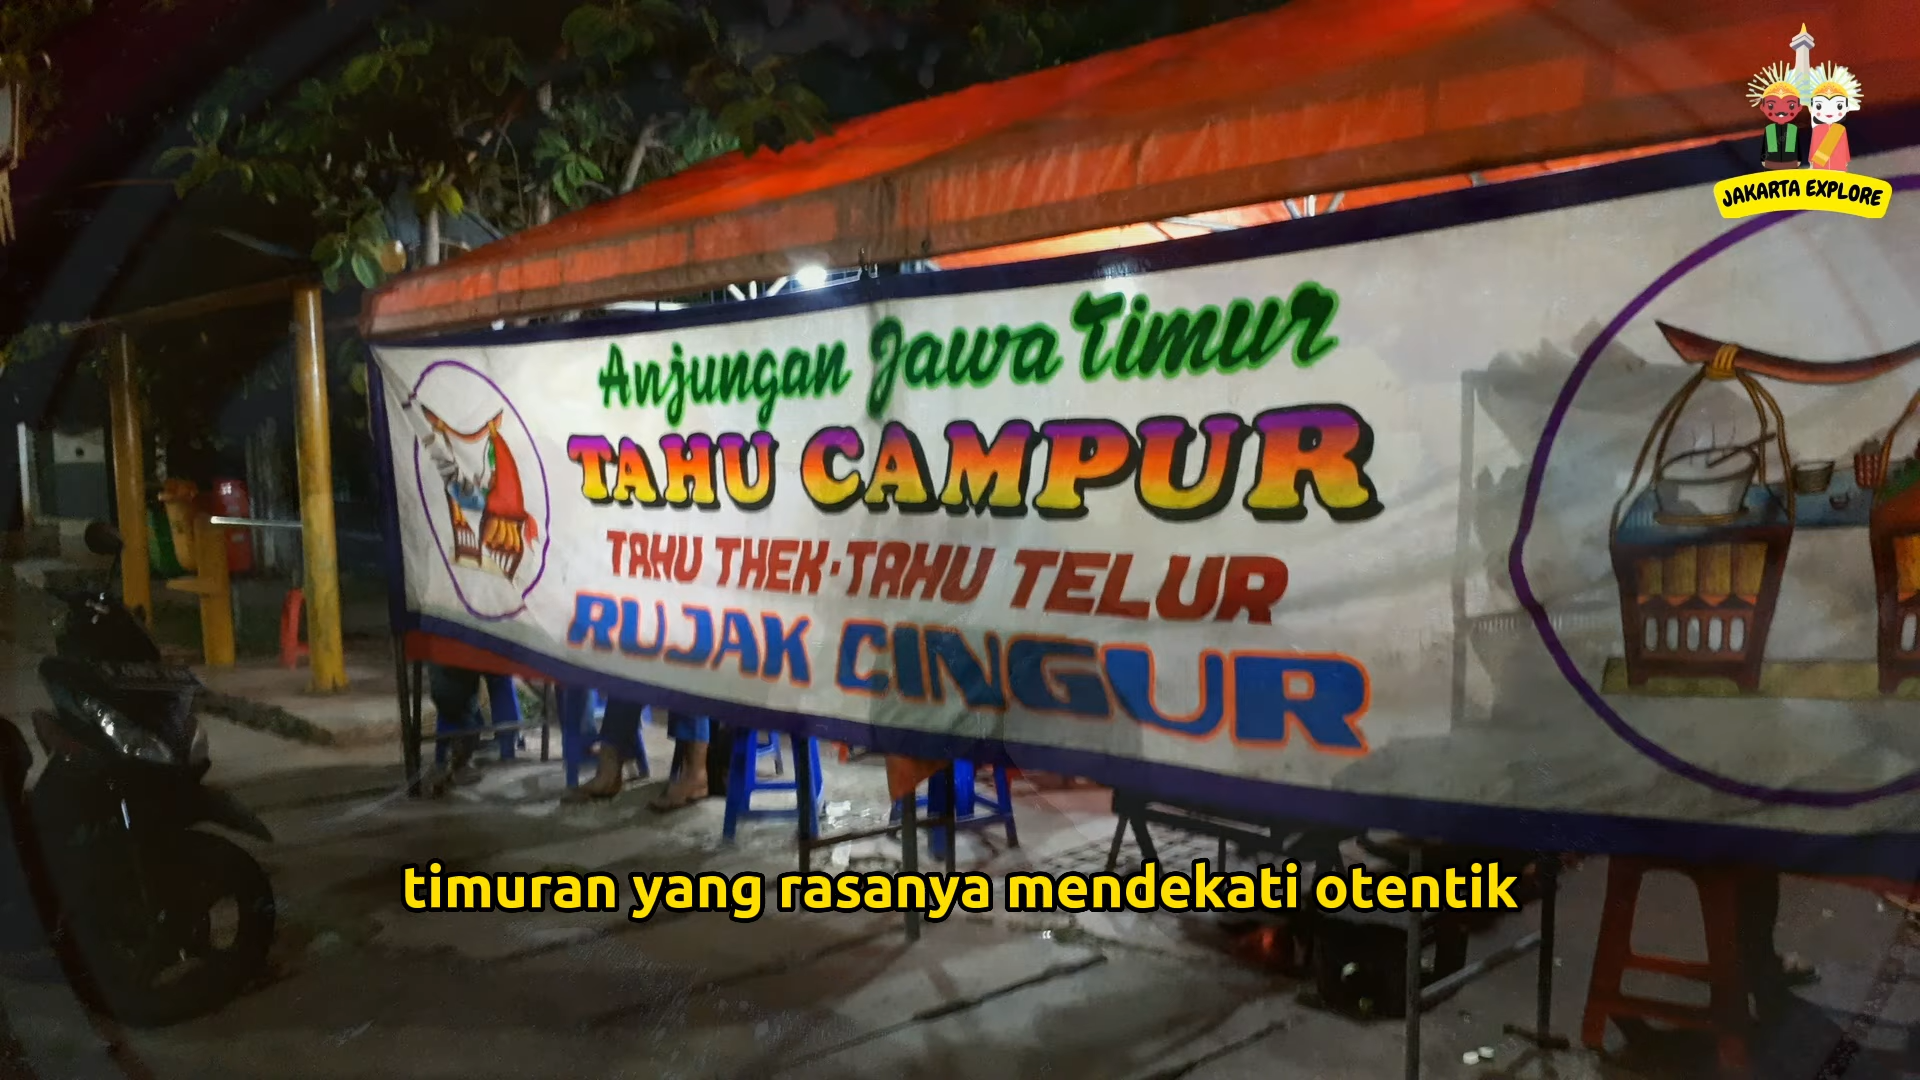 JAKARTA EXPLORE
Anjungan Jawa Timur
TAHU CAMPUR
TAHU THEK·TAHU TELUR
RUJAK CINGUR
timuran yang rasanya mendekati otentik